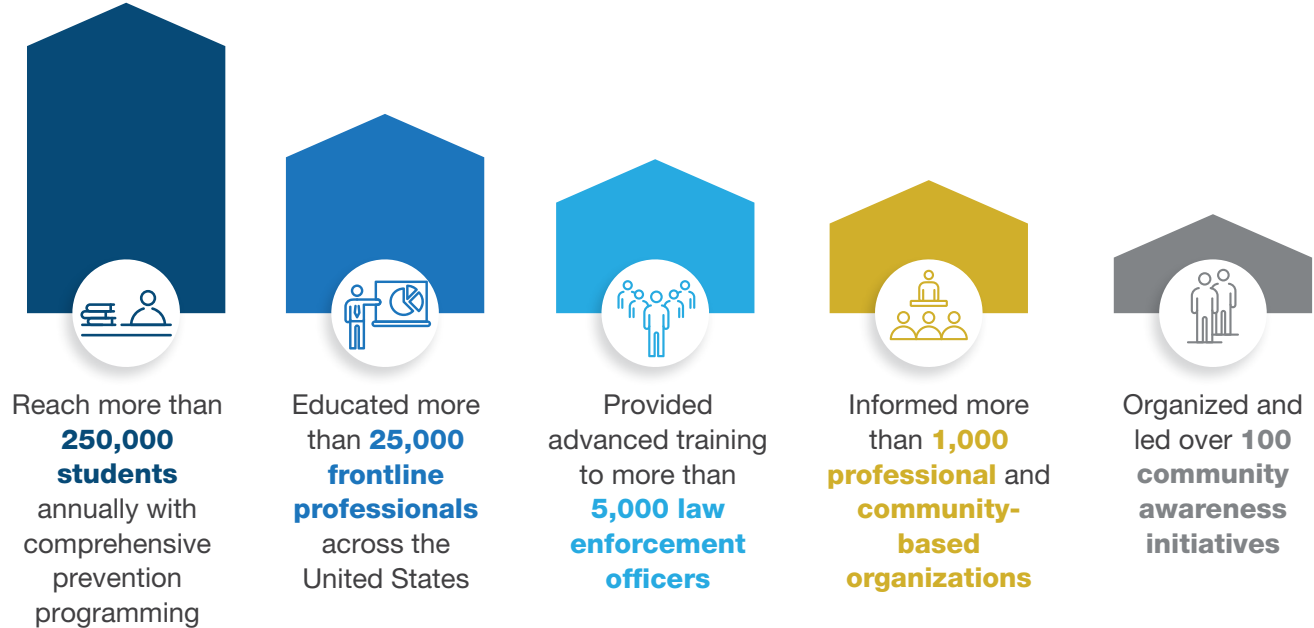 Reach more than
250,000
students
annually with
comprehensive
prevention
programming
Educated more
than 25,000
frontline
professionals
across the
United States
Provided
advanced training
to more than
5,000 law
enforcement
officers
Informed more
than 1,000
professional and
community-
based
organizations
Organized and
led over 100
community
awareness
initiatives